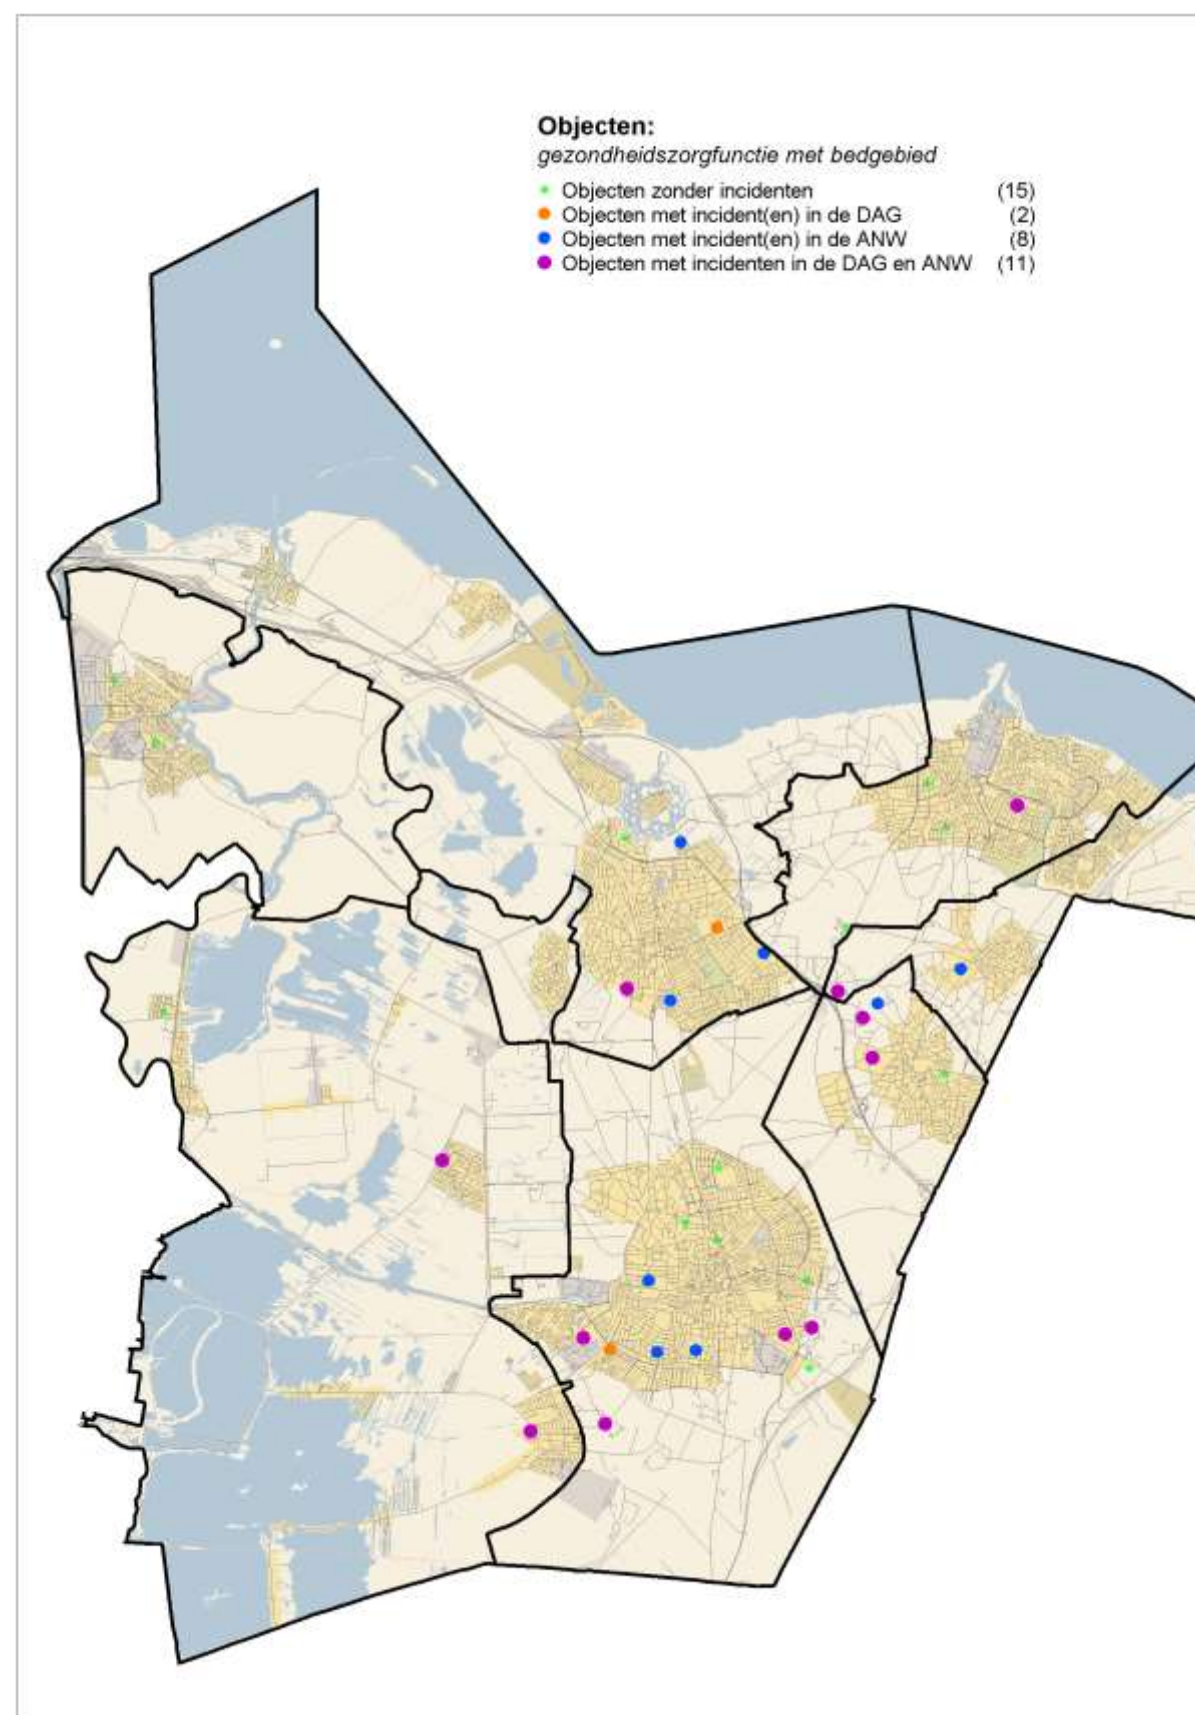 Objecten:
gezondheidszorgfunctie met bedgebied
Objecten zonder incidenten (15)
Objecten met incident(en) in de DAG (2)
Objecten met incident(en) in de ANW (8)
Objecten met incidenten in de DAG en ANW (11)